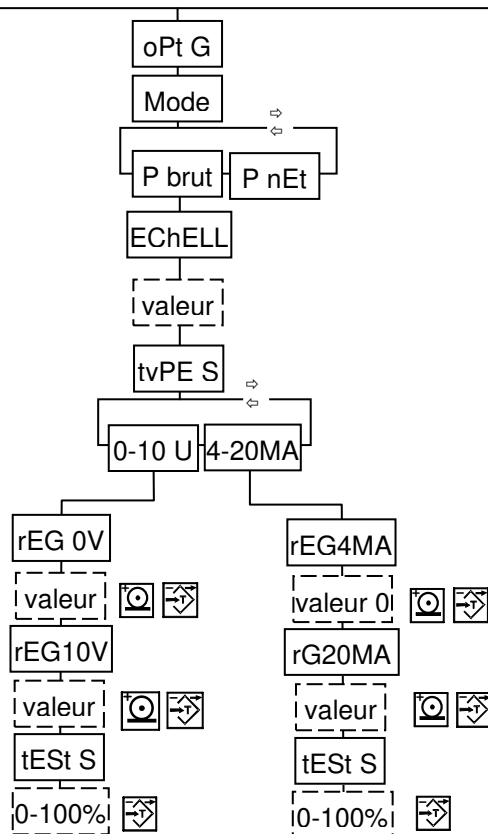 oPt G
Mode
P brut P nEt
EChELL
valeur
tvPE S
0-10 U 4-20MA
rEG 0V
rEG4MA
valeur
valeur 0
rEG10V
rG20MA
valeur
valeur
tESt S
tESt S
0-100%
0-100%